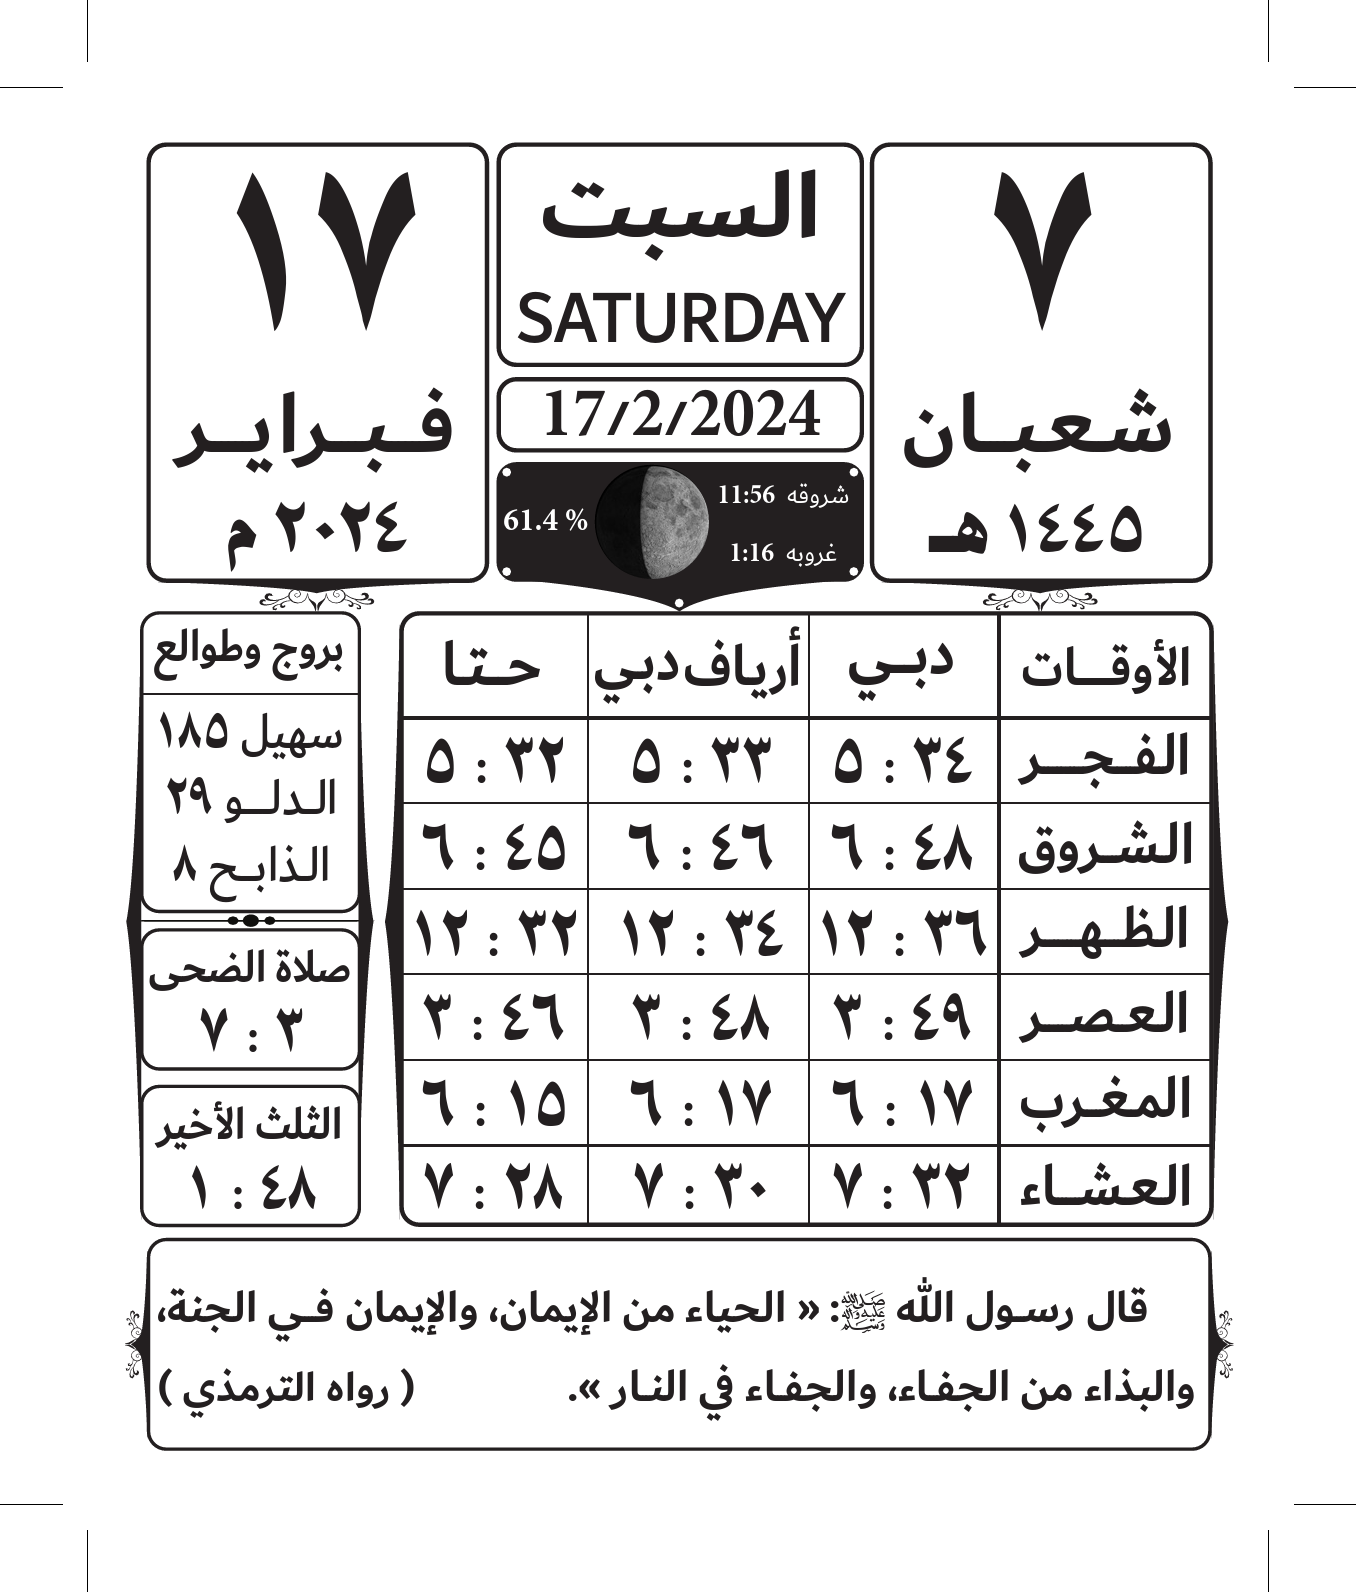 ٧
شعبان
١٤٤٥ هـ
السبت
SATURDAY
17/2/2024
شروقه 11:56
غروبه 1:16
61.4 %
١٧
فبراير
٢٠٢٤ م
الأوقات دبي أرياف دبي حتا
الفجر ٥ : ٣٤ ٥ : ٣٣ ٥ : ٣٢
الشروق ٦ : ٤٨ ٦ : ٤٦ ٦ : ٤٥
الظهر ١٢ : ٣٦ ١٢ : ٣٤ ١٢ : ٣٢
العصر ٣ : ٤٩ ٣ : ٤٨ ٣ : ٤٦
المغرب ٦ : ١٧ ٦ : ١٧ ٦ : ١٥
العشاء ٧ : ٣٢ ٧ : ٣٠ ٧ : ٢٨
بروج وطوالع
سهيل ١٨٥
الدلو ٢٩
الذابح ٨
صلاة الضحى
٧ : ٣
الثلث الأخير
١ : ٤٨
قال رسول الله ﷺ: « الحياء من الإيمان، والإيمان في الجنة،
والبذاء من الجفاء، والجفاء في النار ». ( رواه الترمذي )